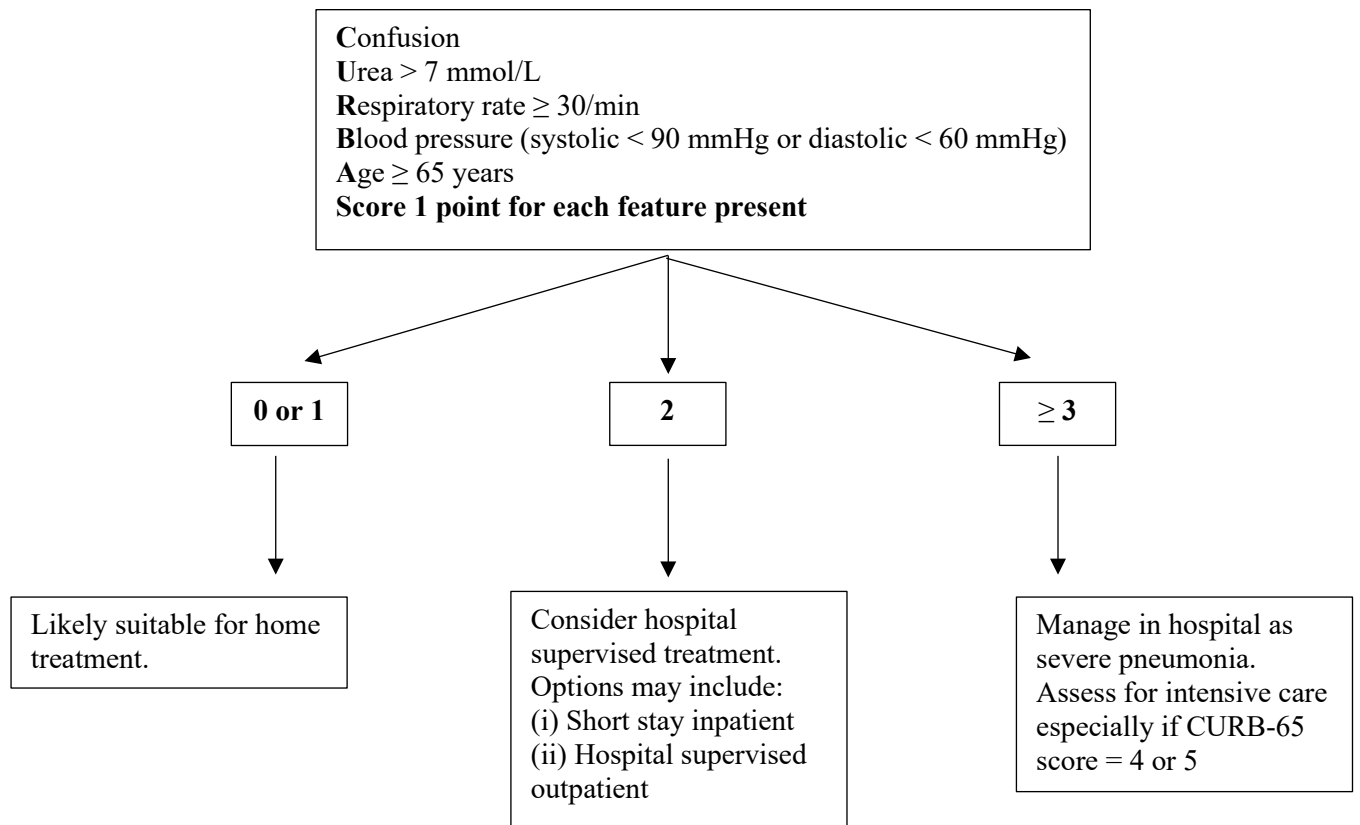 Confusion
Urea > 7 mmol/L
Respiratory rate ≥ 30/min
Blood pressure (systolic < 90 mmHg or diastolic < 60 mmHg)
Age ≥ 65 years
Score 1 point for each feature present
0 or 1
2
≥ 3
Likely suitable for home
treatment.
Consider hospital
supervised treatment.
Options may include:
(i) Short stay inpatient
(ii) Hospital supervised
outpatient
Manage in hospital as
severe pneumonia.
Assess for intensive care
especially if CURB-65
score = 4 or 5